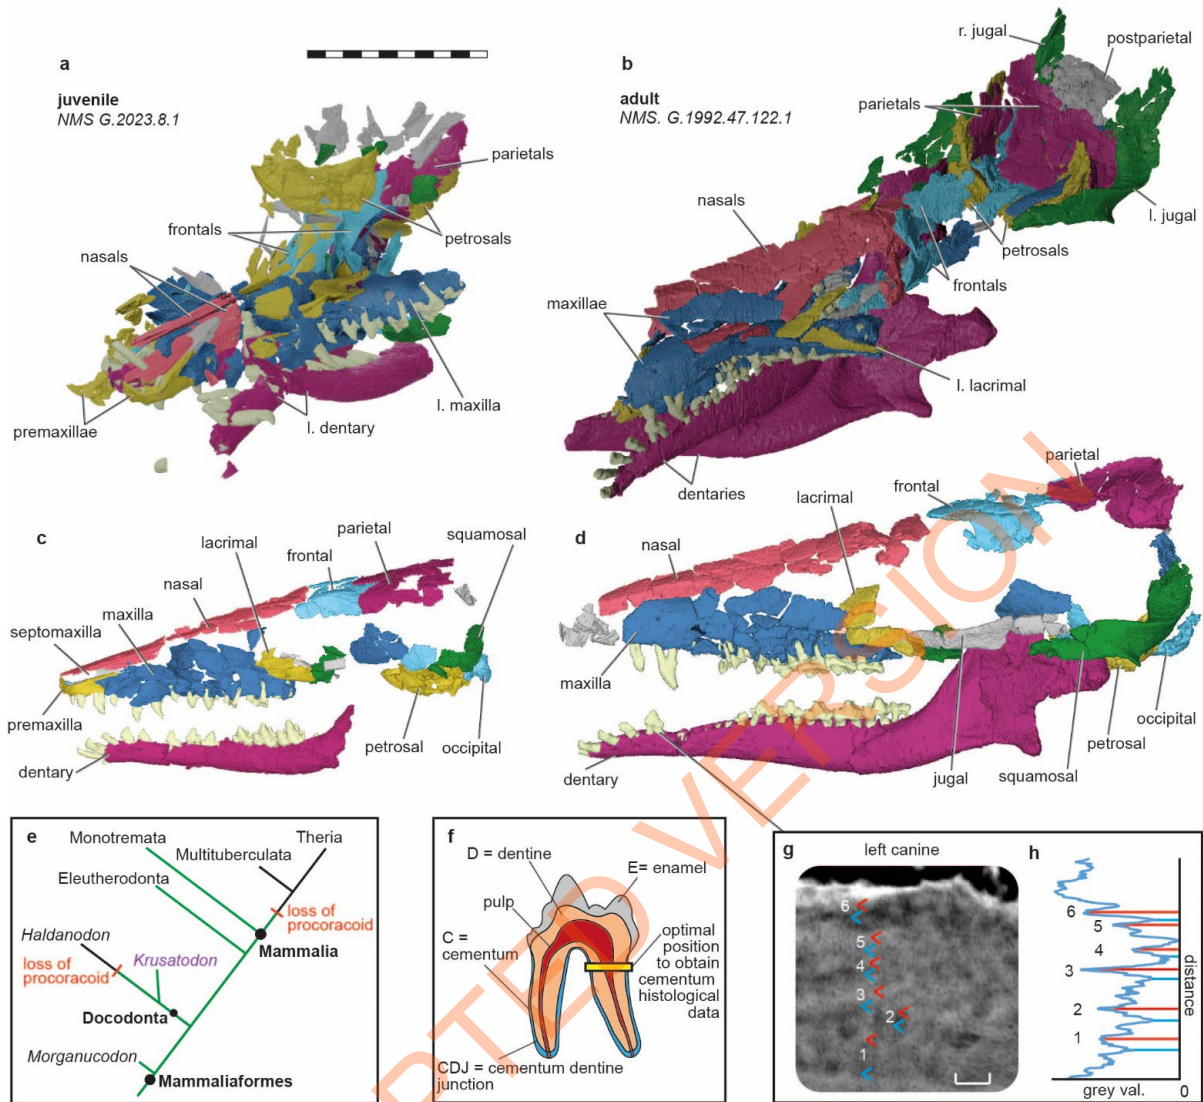 a
juvenile
NMS G.2023.8.1
parietals
frontals
petrosals
nasals
premaxillae
l. dentary
l. maxilla
b
adult
NMS. G.1992.47.122.1
r. jugal
postparietal
parietals
nasals
l. jugal
petrosals
frontals
maxillae
l. lacrimal
dentaries
c
squamosal
parietal
lacrimal
frontal
nasal
maxilla
septomaxilla
premaxilla
petrosal
occipital
dentary
d
parietal
frontal
lacrimal
nasal
maxilla
occipital
petrosal
squamosal
jugal
dentary
PTED VERSION
e
Monotremata
Theria
Multituberculata
Eleutherodonta
loss of
procoracoid
Haldanodon
Mammalia
loss of
procoracoid
Krusatodon
Docodonta
Morganucodon
Mammaliaformes
f
D = dentine
E= enamel
pulp
C =
cementum
optimal
position
to obtain
cementum
histological
data
CDJ = cementum dentine
junction
g
left canine
6
5
4
3
2
1
h
6
5
4
3
2
1
distance
grey val.
0